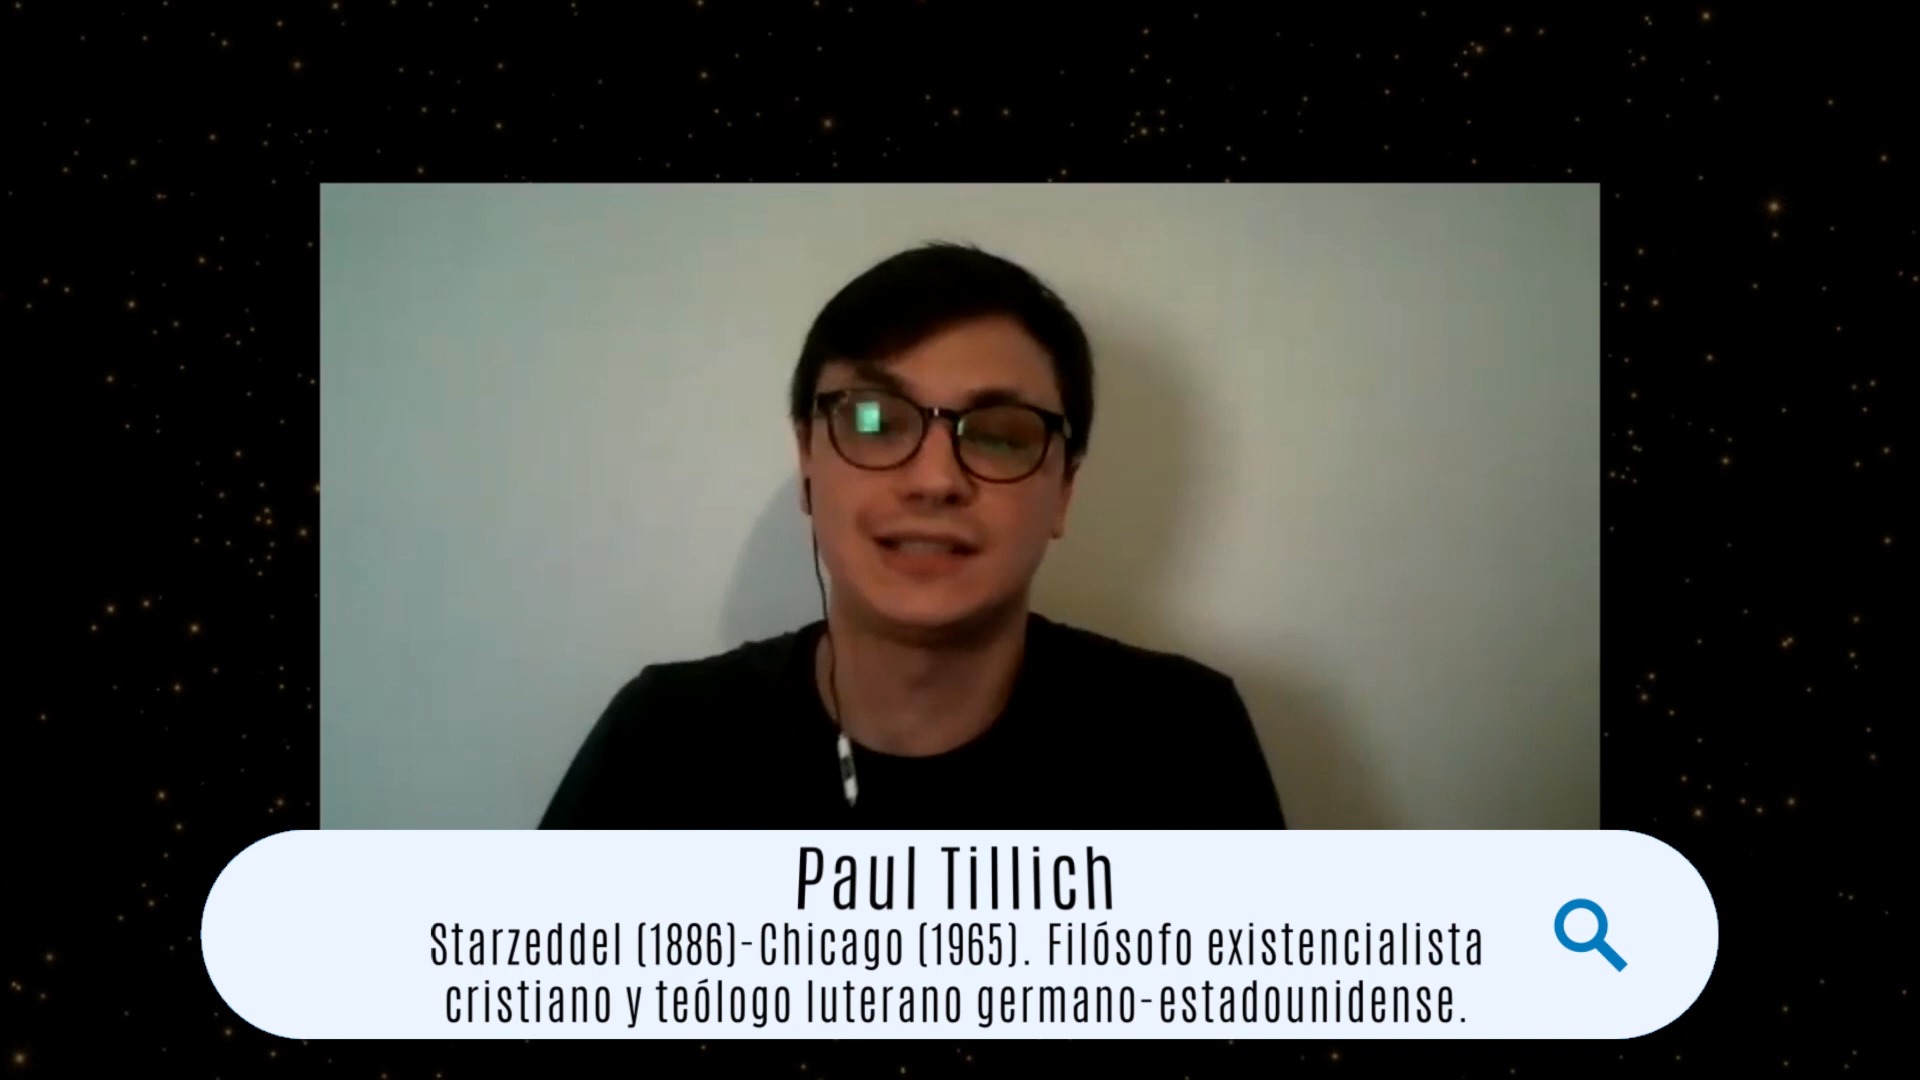 Paul Tillich
Starzeddel (1886)-Chicago (1965). Filósofo existencialista
cristiano y teólogo luterano germano-estadounidense.